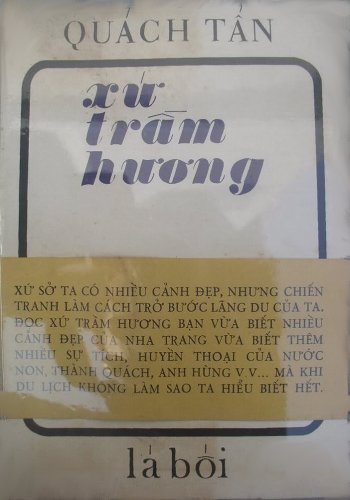 QUÁCH TẤN
xứ
trầm
hương
XỨ SỞ TA CÓ NHIỀU CẢNH ĐẸP, NHƯNG CHIẾN
TRANH LÀM CÁCH TRỞ BƯỚC LÃNG DU CỦA TA.
ĐỌC XỨ TRẦM HƯƠNG BẠN VỪA BIẾT NHIỀU
CẢNH ĐẸP CỦA NHA TRANG VỪA BIẾT THÊM
NHIỀU SỰ TÍCH, HUYỀN THOẠI CỦA NƯỚC
NON, THÀNH QUÁCH, ANH HÙNG V.V... MÀ KHI
DU LỊCH KHÔNG LÀM SAO TA HIỂU BIẾT HẾT.
lá bối